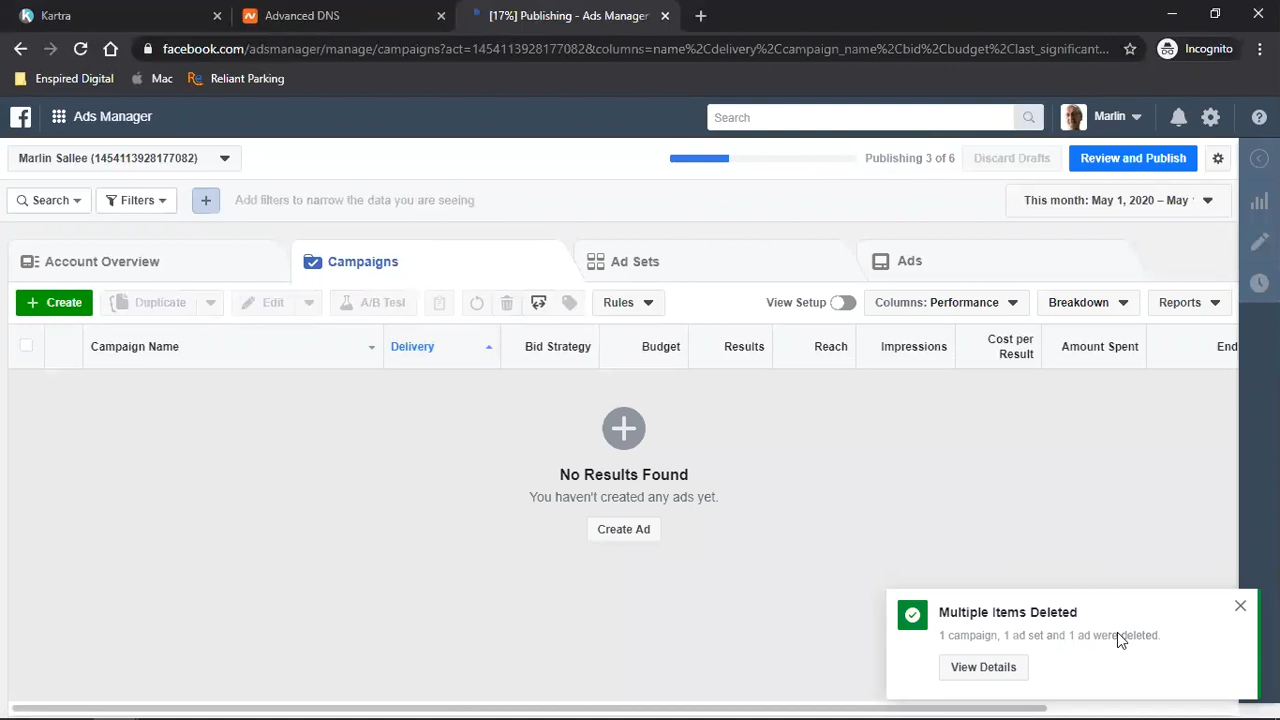 Kartra
Advanced DNS
[17%] Publishing - Ads Manager
facebook.com/adsmanager/manage/campaigns?act=1454113928177082&columns=name%2Cdelivery%2Ccampaign_name%2Cbid%2Cbudget%2Clast_significant...
Incognito
Enspired Digital
Mac
Reliant Parking
Ads Manager
Search
Marlin
Marlin Sallee (1454113928177082)
Publishing 3 of 6
Discard Drafts
Review and Publish
Search
Filters
Add filters to narrow the data you are seeing
This month: May 1, 2020 – May
Account Overview
Campaigns
Ad Sets
Ads
+ Create
Duplicate
Edit
A/B Test
Rules
View Setup
Columns: Performance
Breakdown
Reports
Campaign Name
Delivery
Bid Strategy
Budget
Results
Reach
Impressions
Cost per
Result
Amount Spent
End
No Results Found
You haven't created any ads yet.
Create Ad
Multiple Items Deleted
1 campaign, 1 ad set and 1 ad were deleted.
View Details